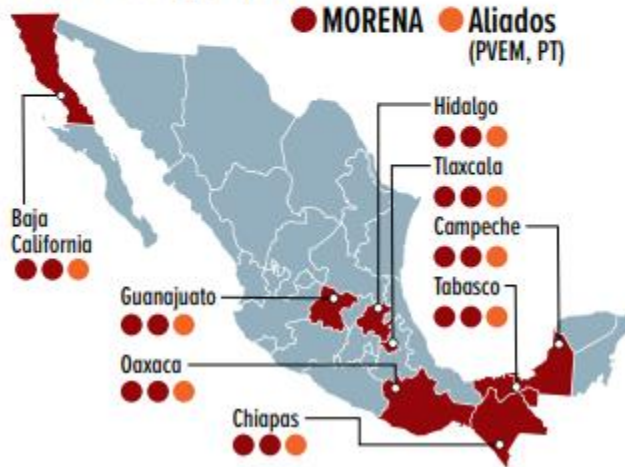 MORENA
Aliados
(PVEM, PT)
Hidalgo
Tlaxcala
Campeche
Tabasco
Baja
California
Guanajuato
Oaxaca
Chiapas